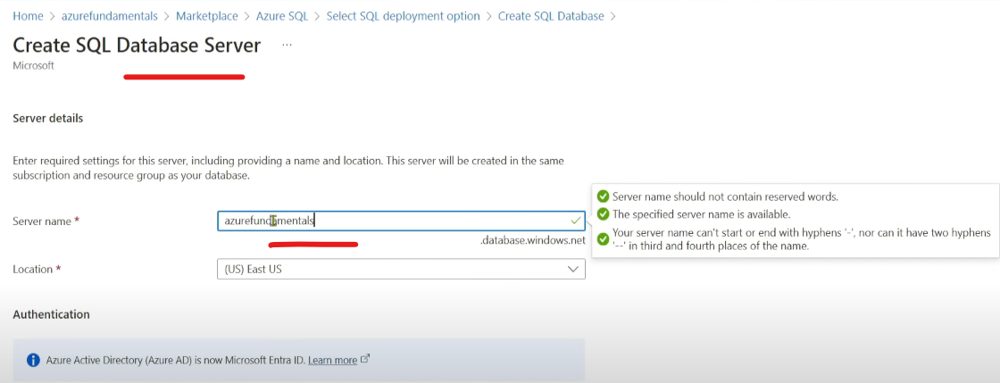 Home > azurefundamentals > Marketplace > Azure SQL > Select SQL deployment option > Create SQL Database >
Create SQL Database Server ...
Microsoft
Server details
Enter required settings for this server, including providing a name and location. This server will be created in the same
subscription and resource group as your database.
Server name *
azurefundamentals
.database.windows.net
Server name should not contain reserved words.
The specified server name is available.
Your server name can't start or end with hyphens '-', nor can it have two hyphens
'--' in third and fourth places of the name.
Location *
(US) East US
Authentication
Azure Active Directory (Azure AD) is now Microsoft Entra ID. Learn more